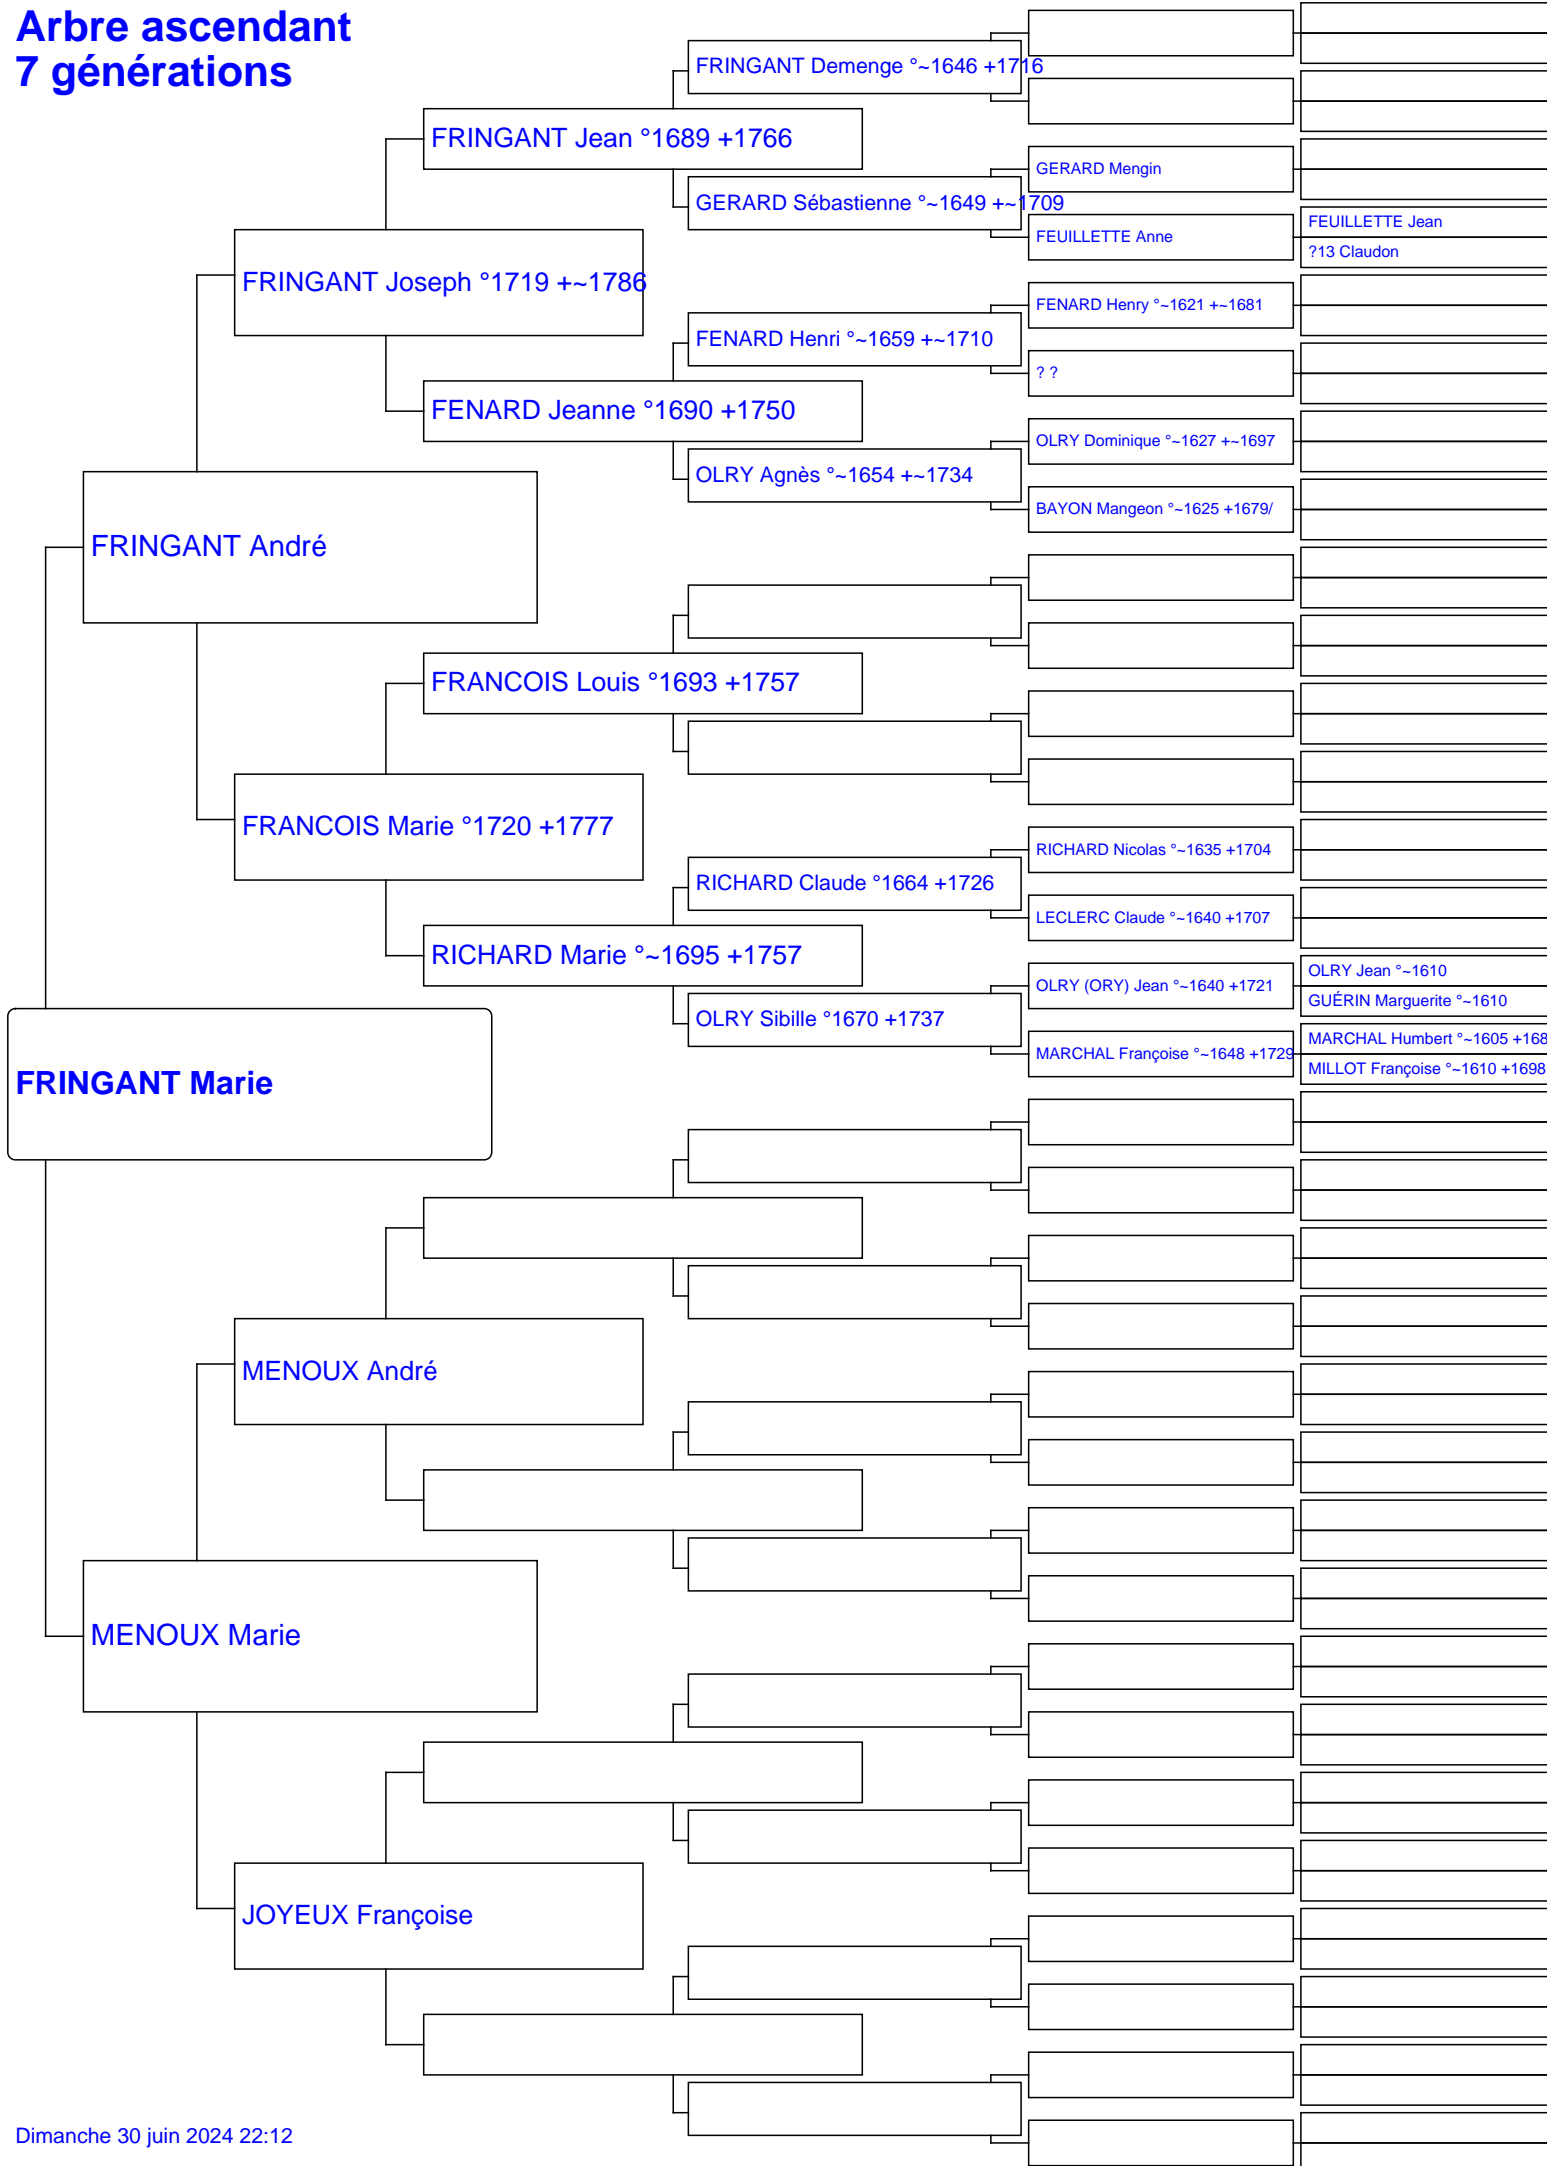 Arbre ascendant
7 générations
FRINGANT Demenge °~1646 +1716
FRINGANT Jean °1689 +1766
GERARD Mengin
GERARD Sébastienne °~1649 +~1709
FEUILLETTE Jean
FEUILLETTE Anne
?13 Claudon
FRINGANT Joseph °1719 +~1786
FENARD Henry °~1621 +~1681
FENARD Henri °~1659 +~1710
? ?
FENARD Jeanne °1690 +1750
OLRY Dominique °~1627 +~1697
OLRY Agnès °~1654 +~1734
BAYON Mangeon °~1625 +1679/
FRINGANT André
FRANCOIS Louis °1693 +1757
FRANCOIS Marie °1720 +1777
RICHARD Nicolas °~1635 +1704
RICHARD Claude °1664 +1726
LECLERC Claude °~1640 +1707
RICHARD Marie °~1695 +1757
OLRY Jean °~1610
OLRY (ORY) Jean °~1640 +1721
GUÉRIN Marguerite °~1610
OLRY Sibille °1670 +1737
MARCHAL Humbert °~1605 +168
MARCHAL Françoise °~1648 +1729
MILLOT Françoise °~1610 +1698
FRINGANT Marie
MENOUX André
MENOUX Marie
JOYEUX Françoise
Dimanche 30 juin 2024 22:12